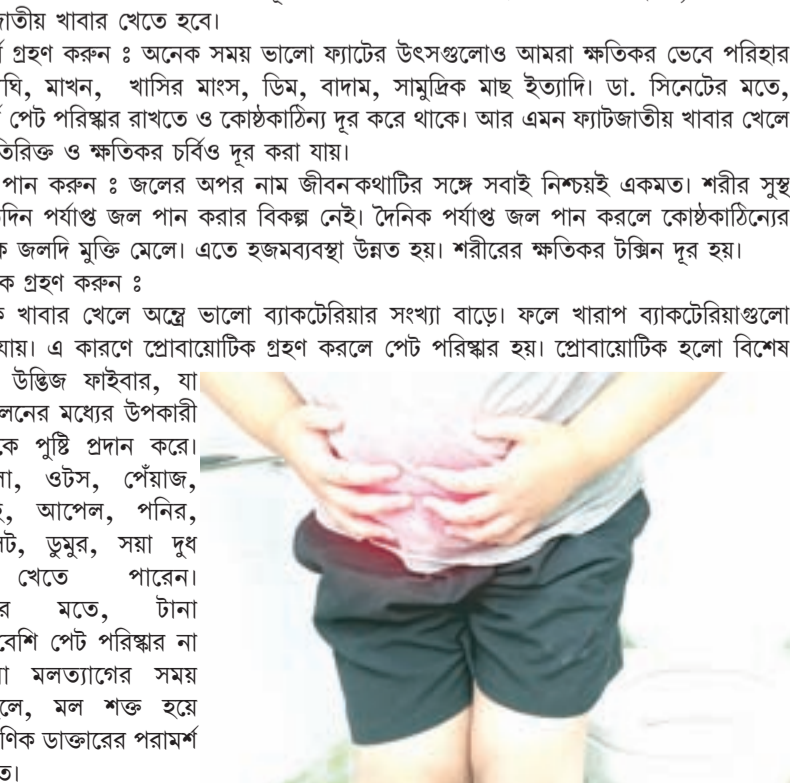 জাতীয় খাবার খেতে হবে।
গ্রহণ করুন ঃ অনেক সময় ভালো ফ্যাটের উৎসগুলোও আমরা ক্ষতিকর ভেবে পরিহার
ঘি, মাখন, খাসির মাংস, ডিম, বাদাম, সামুদ্রিক মাছ ইত্যাদি। ডা. সিনেটের মতে,
পেট পরিষ্কার রাখতে ও কোষ্ঠকাঠিন্য দূর করে থাকে। আর এমন ফ্যাটজাতীয় খাবার খেলে
তিরিক্ত ও ক্ষতিকর চর্বিও দূর করা যায়।
পান করুন ঃ জলের অপর নাম জীবনকথাটির সঙ্গে সবাই নিশ্চয়ই একমত। শরীর সুস্থ
দিন পর্যাপ্ত জল পান করার বিকল্প নেই। দৈনিক পর্যাপ্ত জল পান করলে কোষ্ঠকাঠিন্যের
ক জলদি মুক্তি মেলে। এতে হজমব্যবস্থা উন্নত হয়। শরীরের ক্ষতিকর টক্সিন দূর হয়।
ক গ্রহণ করুন ঃ
ক খাবার খেলে অন্ত্রে ভালো ব্যাকটেরিয়ার সংখ্যা বাড়ে। ফলে খারাপ ব্যাকটেরিয়াগুলো
যায়। এ কারণে প্রোবায়োটিক গ্রহণ করলে পেট পরিষ্কার হয়। প্রোবায়োটিক হলো বিশেষ
উদ্ভিজ ফাইবার, যা
লনের মধ্যের উপকারী
কে পুষ্টি প্রদান করে।
লা, ওটস, পেঁয়াজ,
আপেল, পনির,
লট, ডুমুর, সয়া দুধ
খেতে পারেন।
র মতে, টানা
বেশি পেট পরিষ্কার না
া মলত্যাগের সময়
লে, মল শক্ত হয়ে
ণিক ডাক্তারের পরামর্শ
ত।